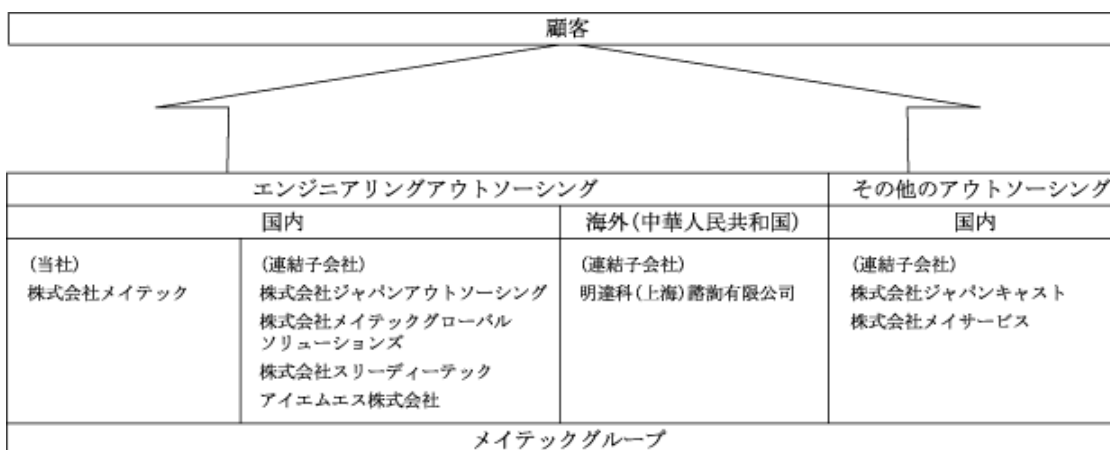 顧客
エンジニアリングアウトソーシング
その他のアウトソーシング
国内
海外(中華人民共和国)
国内
(当社)
株式会社メイテック
(連結子会社)
株式会社ジャパンアウトソーシング
株式会社メイテックグローバル
ソリューションズ
株式会社スリーディーテック
アイエムエス株式会社
(連結子会社)
明達科(上海)諮詢有限公司
(連結子会社)
株式会社ジャパンキャスト
株式会社メイサービス
メイテックグループ